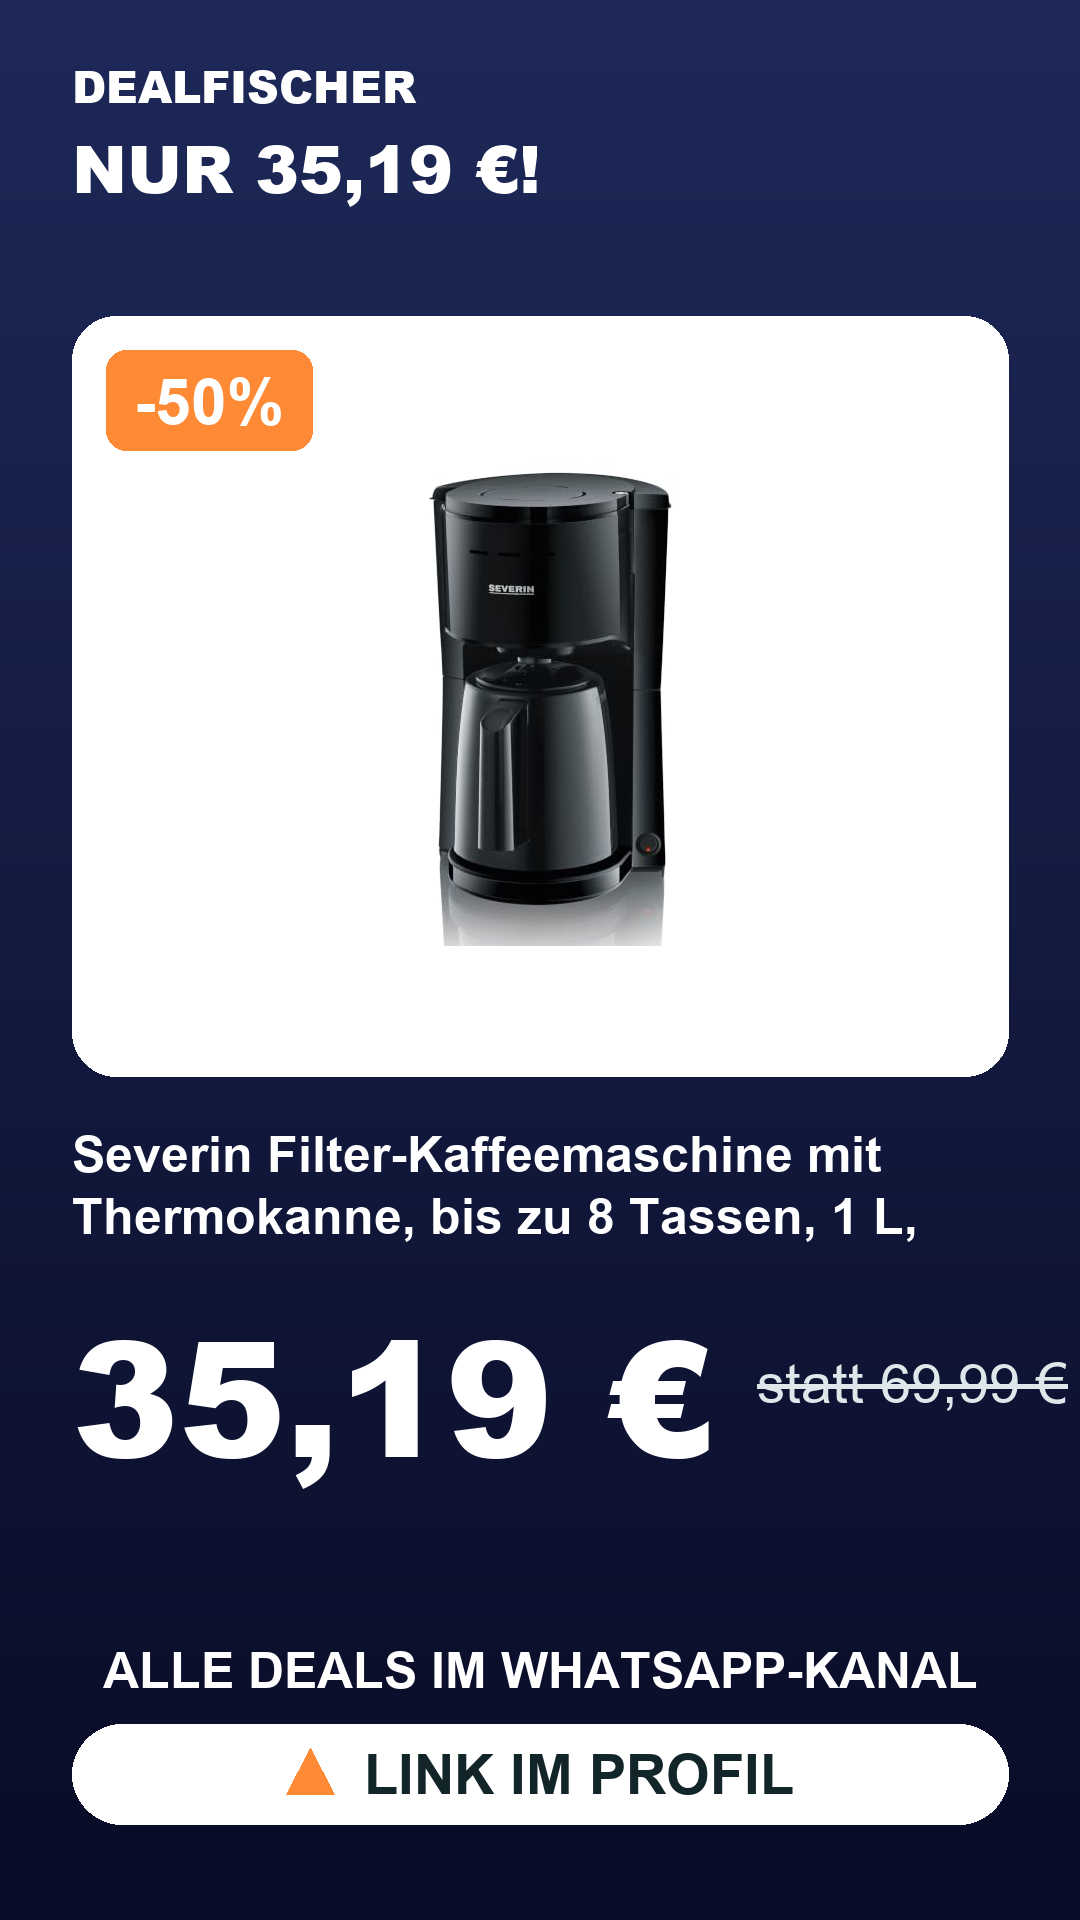 DEALFISCHER
NUR 35,19 €!
-50%
SEVERIN
Severin Filter-Kaffeemaschine mit
Thermokanne, bis zu 8 Tassen, 1 L,
35,19 € statt 69,99 €
ALLE DEALS IM WHATSAPP-KANAL
LINK IM PROFIL